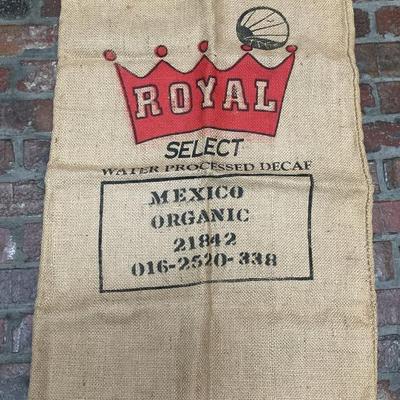 ROYAL
SELECT
WATER PROCESSED DECAF
MEXICO
ORGANIC
21842
016-2520-338